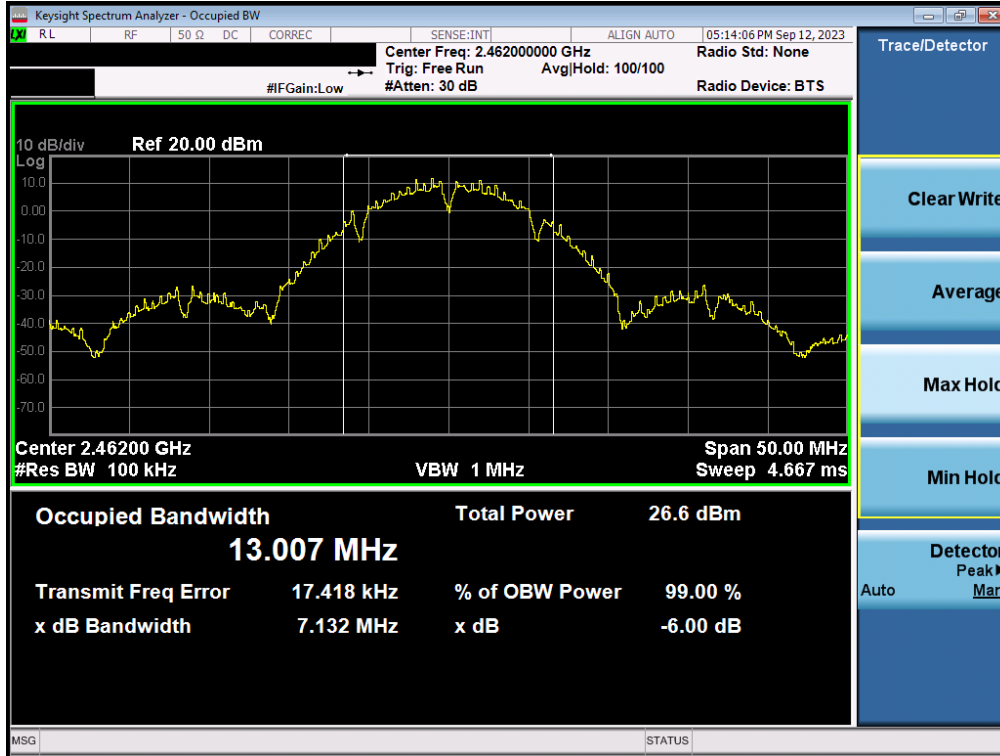 Keysight Spectrum Analyzer - Occupied BW
LXI RL RF 50 Ω DC CORREC SENSE:INT ALIGN AUTO 05:14:06 PM Sep 12, 2023
Center Freq: 2.462000000 GHz Radio Std: None
Trig: Free Run Avg|Hold: 100/100
#IFGain:Low #Atten: 30 dB Radio Device: BTS
Trace/Detector
10 dB/div Ref 20.00 dBm
Log
10.0
0.00
-10.0
-20.0
-30.0
-40.0
-50.0
-60.0
-70.0
Center 2.46200 GHz Span 50.00 MHz
#Res BW 100 kHz VBW 1 MHz Sweep 4.667 ms
Occupied Bandwidth Total Power 26.6 dBm
13.007 MHz
Transmit Freq Error 17.418 kHz % of OBW Power 99.00 %
x dB Bandwidth 7.132 MHz x dB -6.00 dB
Clear Write
Average
Max Hold
Min Hold
Detector
Peak
Auto Man
MSG STATUS